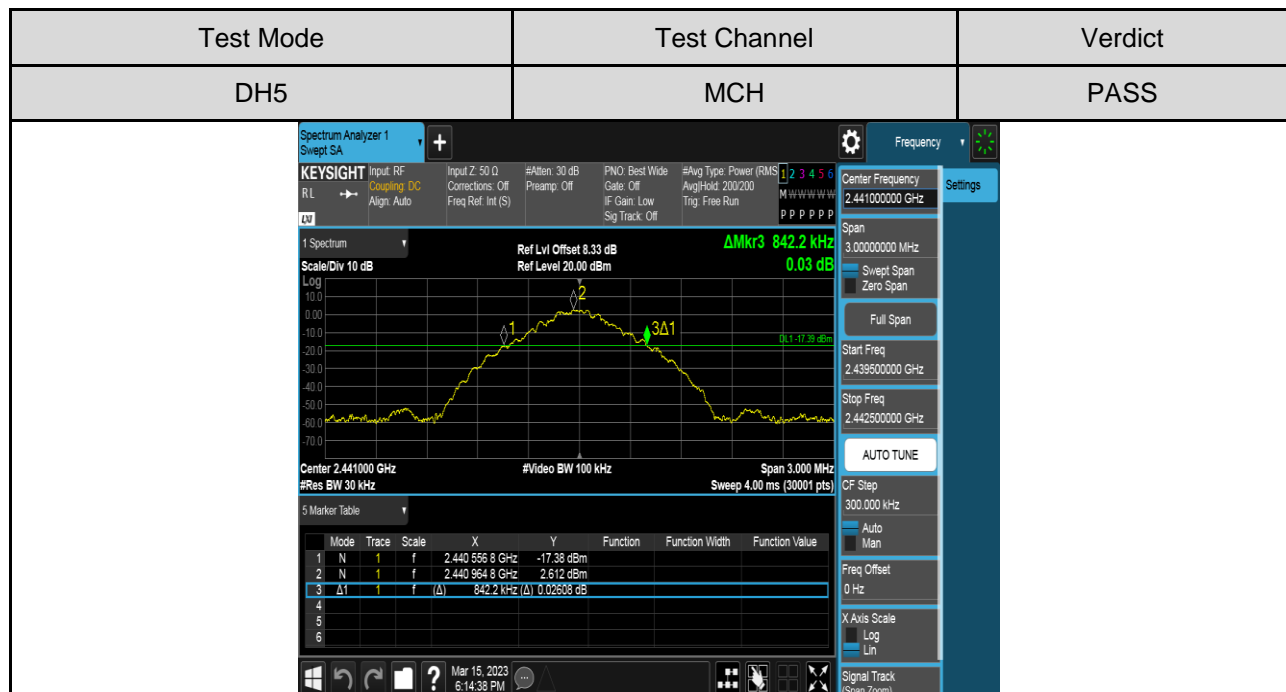 Test Mode Test Channel Verdict
DH5 MCH PASS
Spectrum Analyzer 1
Swept SA
+
Frequency
KEYSIGHT Input: RF Input Z: 50 Ω #Atten: 30 dB PNO: Best Wide #Avg Type: Power (RMS 1 2 3 4 5 6
RL Coupling: DC Corrections: Off Preamp: Off Gate: Off Avg|Hold: 200/200 M W W W W W
Align: Auto Freq Ref: Int (S) IF Gain: Low Trig: Free Run
LXI Sig Track: Off P P P P P P
Settings
1 Spectrum
Scale/Div 10 dB
Ref Lvl Offset 8.33 dB
Ref Level 20.00 dBm
ΔMkr3 842.2 kHz
0.03 dB
Log
10.0
0.00
-10.0
-20.0
-30.0
-40.0
-50.0
-60.0
-70.0
1
2
3Δ1
DL1 -17.39 dBm
Center 2.441000 GHz #Video BW 100 kHz Span 3.000 MHz
#Res BW 30 kHz Sweep 4.00 ms (30001 pts)
5 Marker Table
Mode Trace Scale X Y Function Function Width Function Value
1 N 1 f 2.440 556 8 GHz -17.38 dBm
2 N 1 f 2.440 964 8 GHz 2.612 dBm
3 Δ1 1 f (Δ) 842.2 kHz (Δ) 0.02608 dB
4
5
6
Center Frequency
2.441000000 GHz
Span
3.00000000 MHz
Swept Span
Zero Span
Full Span
Start Freq
2.439500000 GHz
Stop Freq
2.442500000 GHz
AUTO TUNE
CF Step
300.000 kHz
Auto
Man
Freq Offset
0 Hz
X Axis Scale
Log
Lin
Signal Track
(Span Zoom)
?
Mar 15, 2023
6:14:38 PM